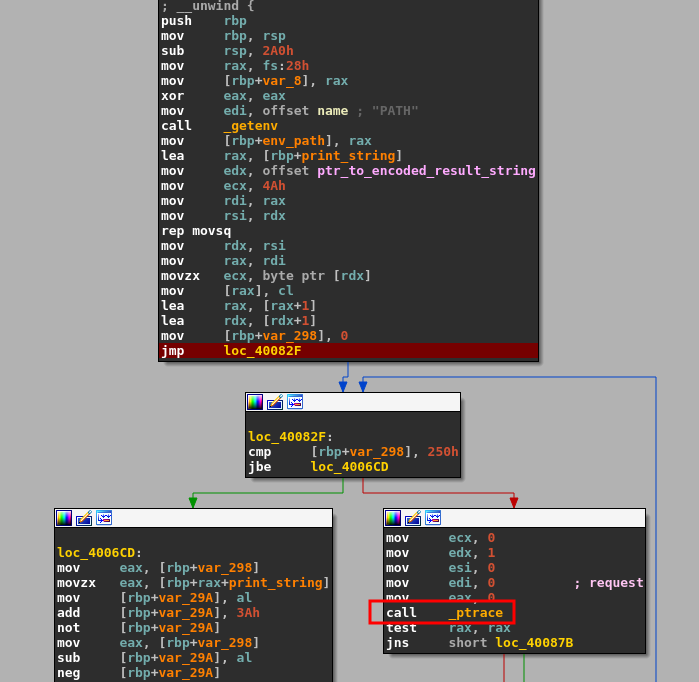 ; __unwind {
push rbp
mov rbp, rsp
sub rsp, 2A0h
mov rax, fs:28h
mov [rbp+var_8], rax
xor eax, eax
mov edi, offset name ; "PATH"
call _getenv
mov [rbp+env_path], rax
lea rax, [rbp+print_string]
mov edx, offset ptr_to_encoded_result_string
mov ecx, 4Ah
mov rdi, rax
mov rsi, rdx
rep movsq
mov rdx, rsi
mov rax, rdi
movzx ecx, byte ptr [rdx]
mov [rax], cl
lea rax, [rax+1]
lea rdx, [rdx+1]
mov [rbp+var_298], 0
jmp loc_40082F
loc_40082F:
cmp [rbp+var_298], 250h
jbe loc_4006CD
loc_4006CD:
mov eax, [rbp+var_298]
movzx eax, [rbp+rax+print_string]
mov [rbp+var_29A], al
add [rbp+var_29A], 3Ah
not [rbp+var_29A]
mov eax, [rbp+var_298]
sub [rbp+var_29A], al
neg [rbp+var_29A]
mov ecx, 0
mov edx, 1
mov esi, 0
mov edi, 0 ; request
mov eax, 0
call _ptrace
test rax, rax
jns short loc_40087B